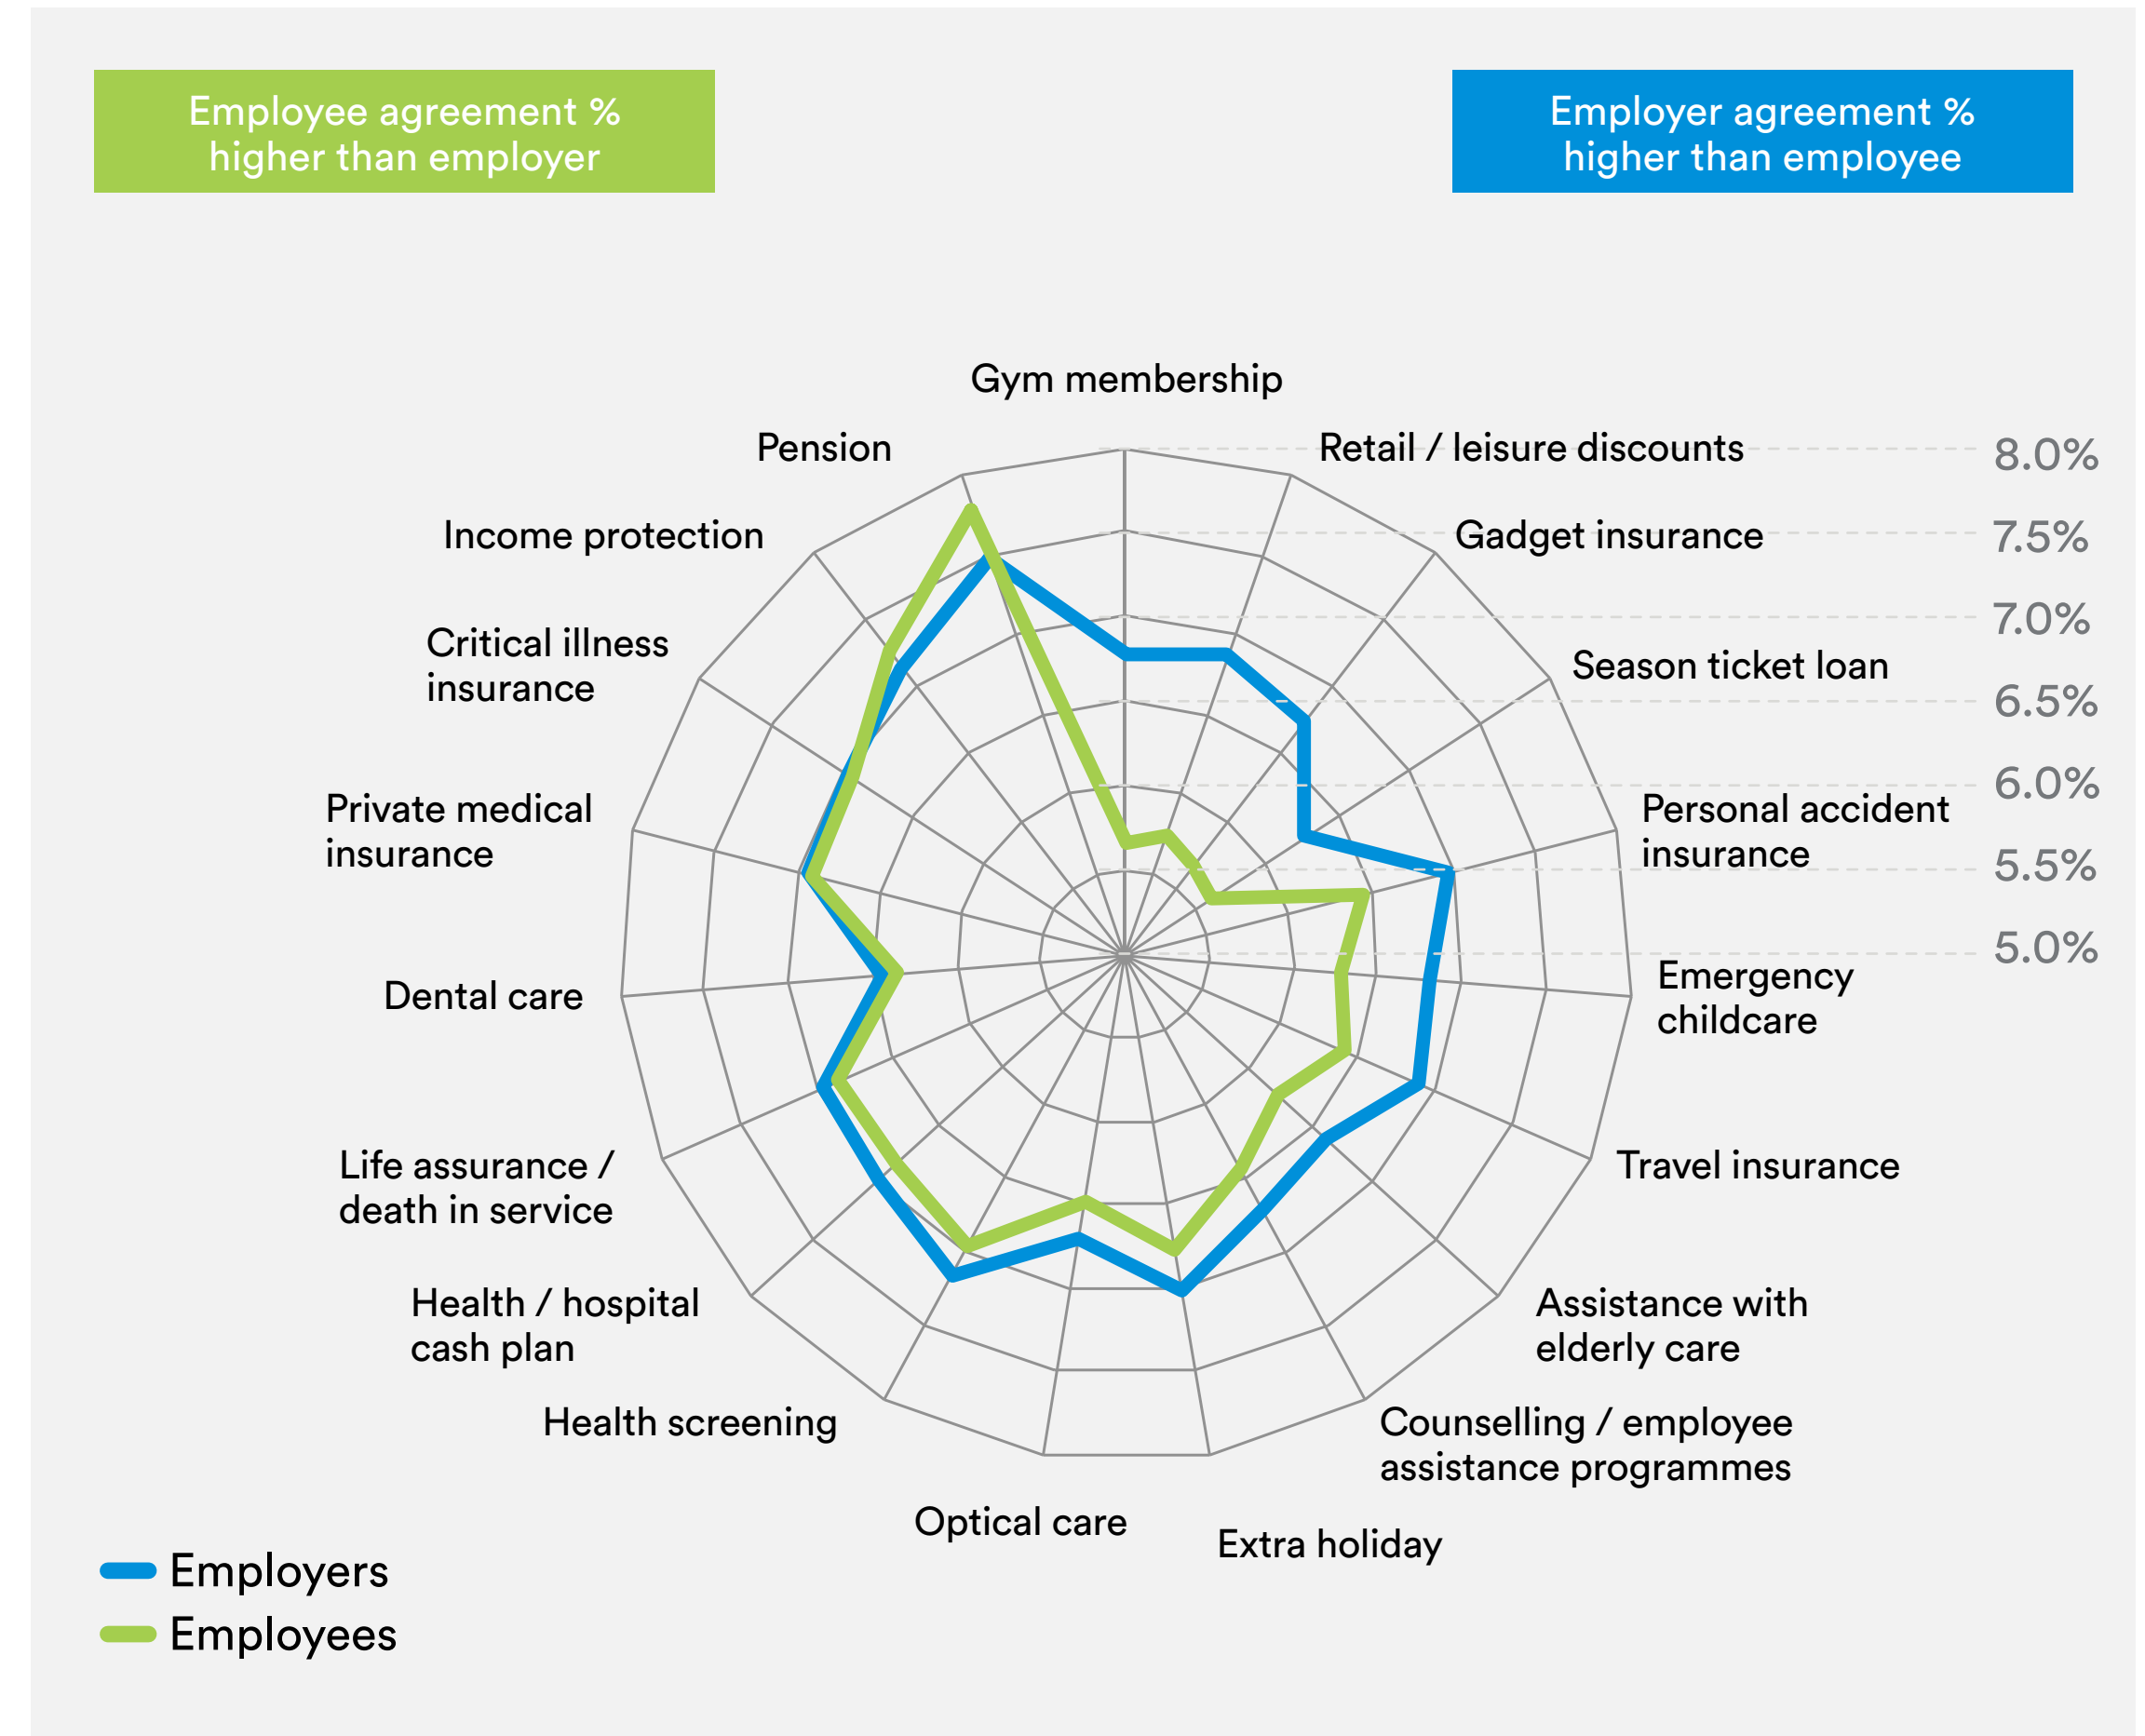 Employee agreement %
higher than employer
Employer agreement %
higher than employee
Gym membership
Pension
Retail / leisure discounts
8.0%
Income protection
Gadget insurance
7.5%
7.0%
Critical illness
insurance
Season ticket loan
6.5%
6.0%
Private medical
insurance
Personal accident
insurance
5.5%
5.0%
Dental care
Emergency
childcare
Life assurance /
death in service
Travel insurance
Health / hospital
cash plan
Assistance with
elderly care
Health screening
Counselling / employee
assistance programmes
Optical care
Extra holiday
Employers
Employees